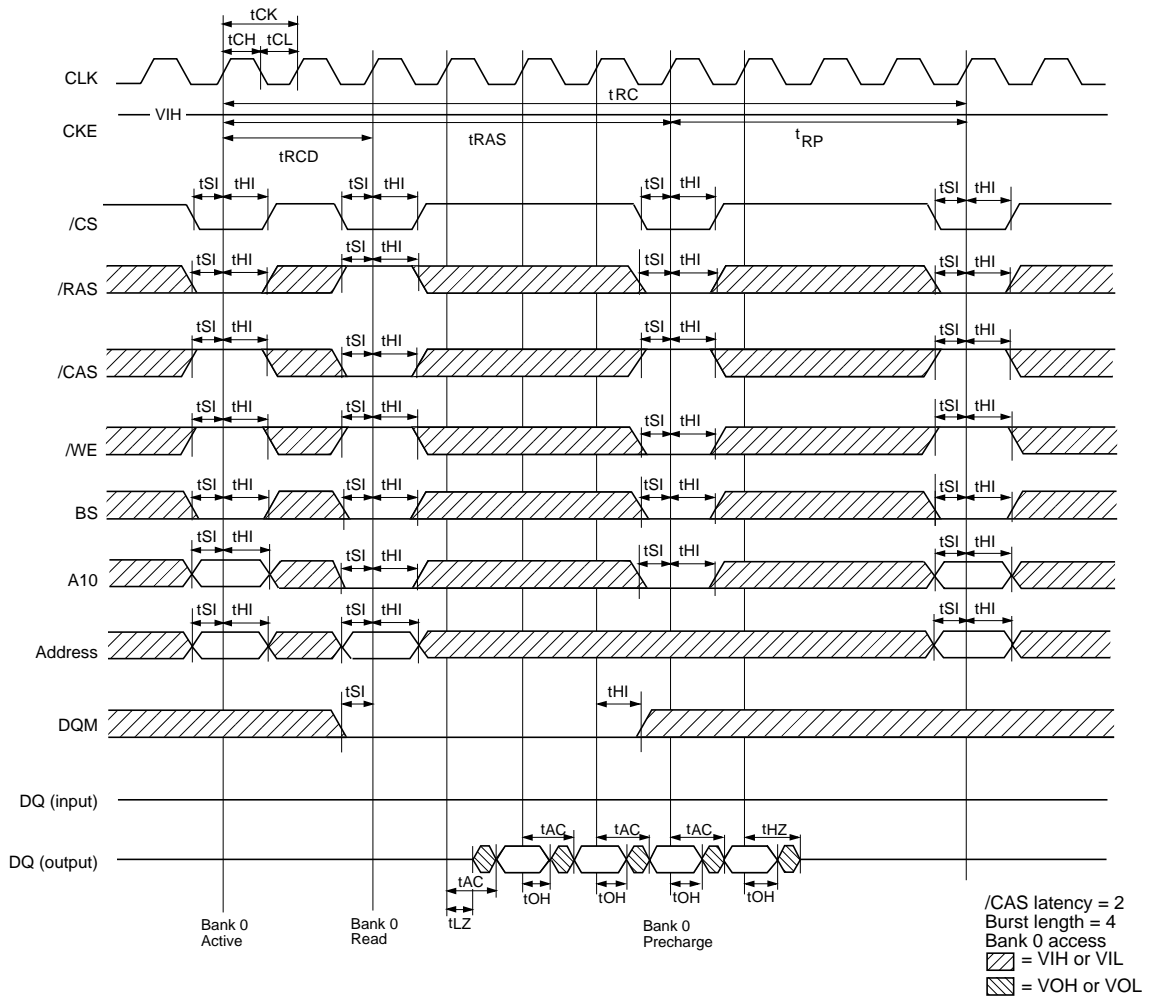 tCK
tCH tCL
CLK
tRC
VIH
CKE
tRAS
tRP
tRCD
tSI tHI tSI tHI tSI tHI tSI tHI
/CS
tSI tHI
tSI tHI tSI tHI tSI tHI
/RAS
tSI tHI tSI tHI tSI tHI tSI tHI
/CAS
tSI tHI tSI tHI tSI tHI
tSI tHI
/WE
tSI tHI tSI tHI tSI tHI tSI tHI
BS
tSI tHI tSI tHI tSI tHI tSI tHI
A10
tSI tHI tSI tHI tSI tHI
Address
tSI tHI
DQM
DQ (input)
tAC tAC tAC tHZ
DQ (output)
tAC
tOH tOH tOH tOH
tLZ
Bank 0
Active
Bank 0
Read
Bank 0
Precharge
/CAS latency = 2
Burst length = 4
Bank 0 access
= VIH or VIL
= VOH or VOL